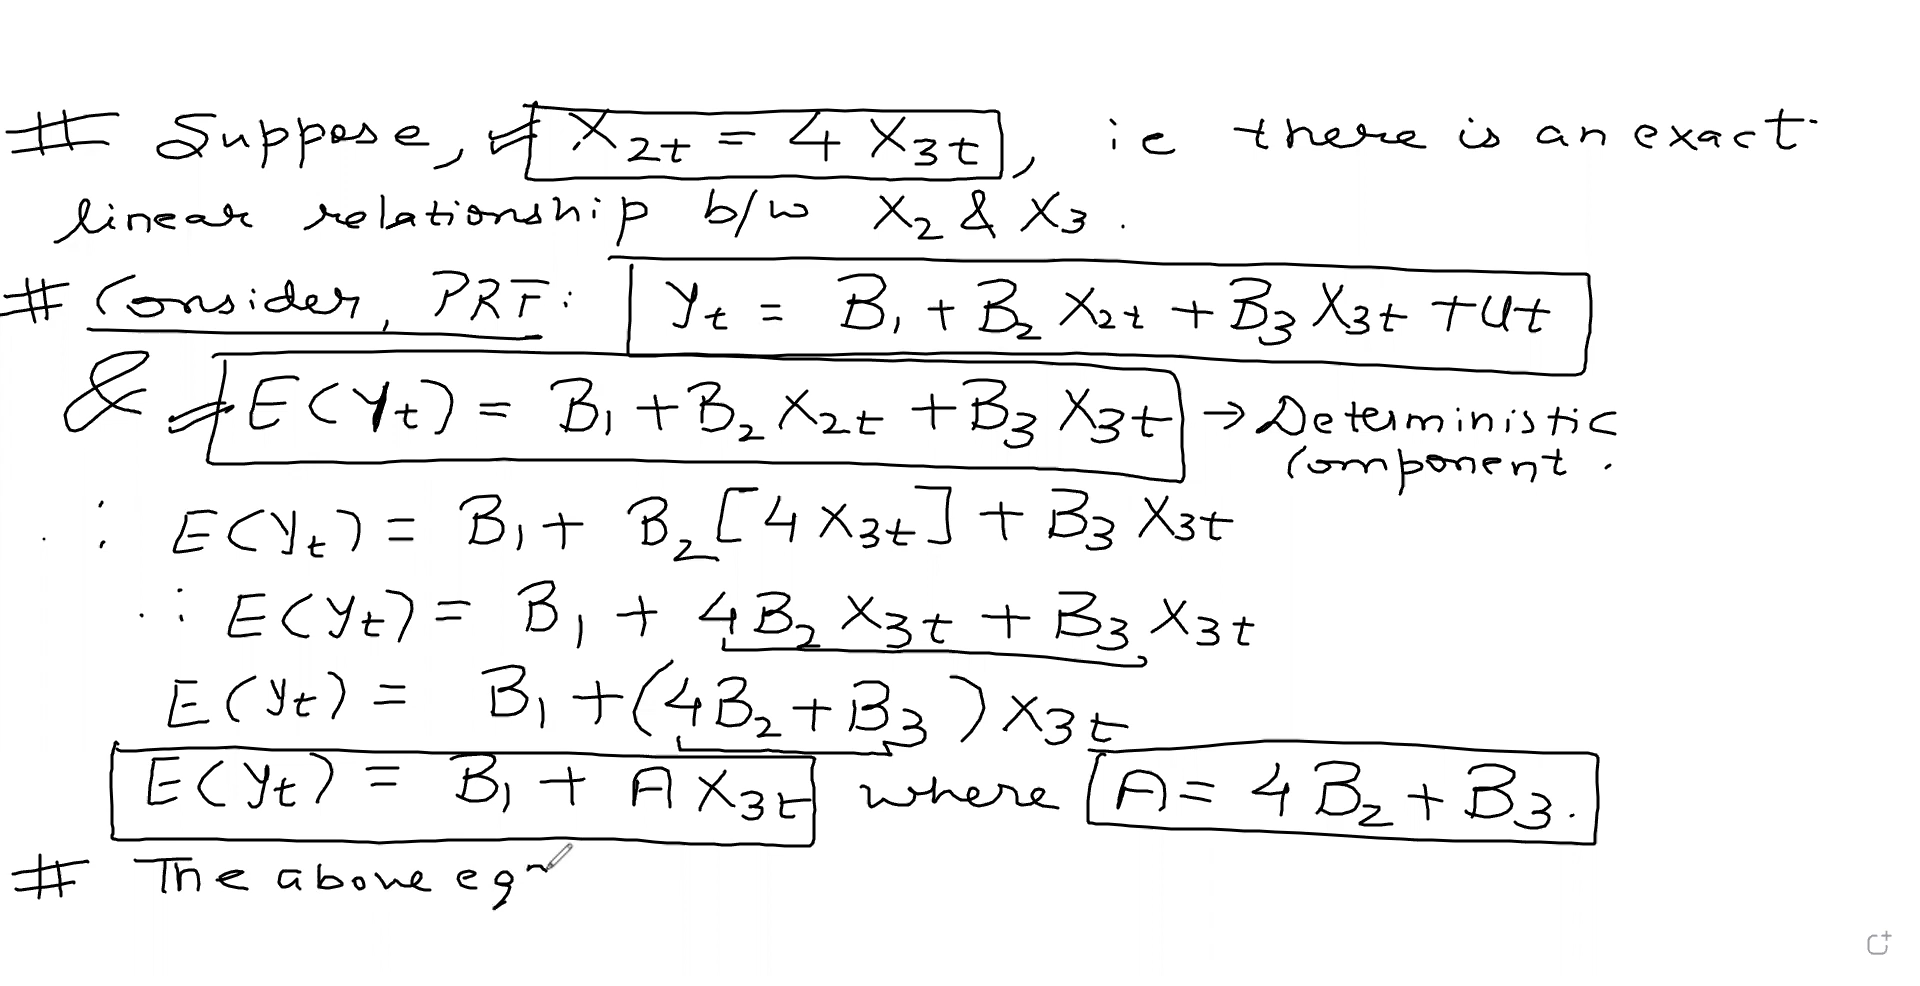 # Suppose, X2t = 4 X3t, ie there is an exact
linear relationship b/w X2 & X3.
# Consider, PRF: Yt = B1 + B2 X2t + B3 X3t + ut
& E(Yt) = B1 + B2 X2t + B3 X3t → Deterministic
component.
∴ E(Yt) = B1 + B2 [4 X3t] + B3 X3t
∴ E(Yt) = B1 + 4B2 X3t + B3 X3t
E(Yt) = B1 + (4B2 + B3) X3t
E(Yt) = B1 + A X3t where A = 4B2 + B3.
# The above eqn